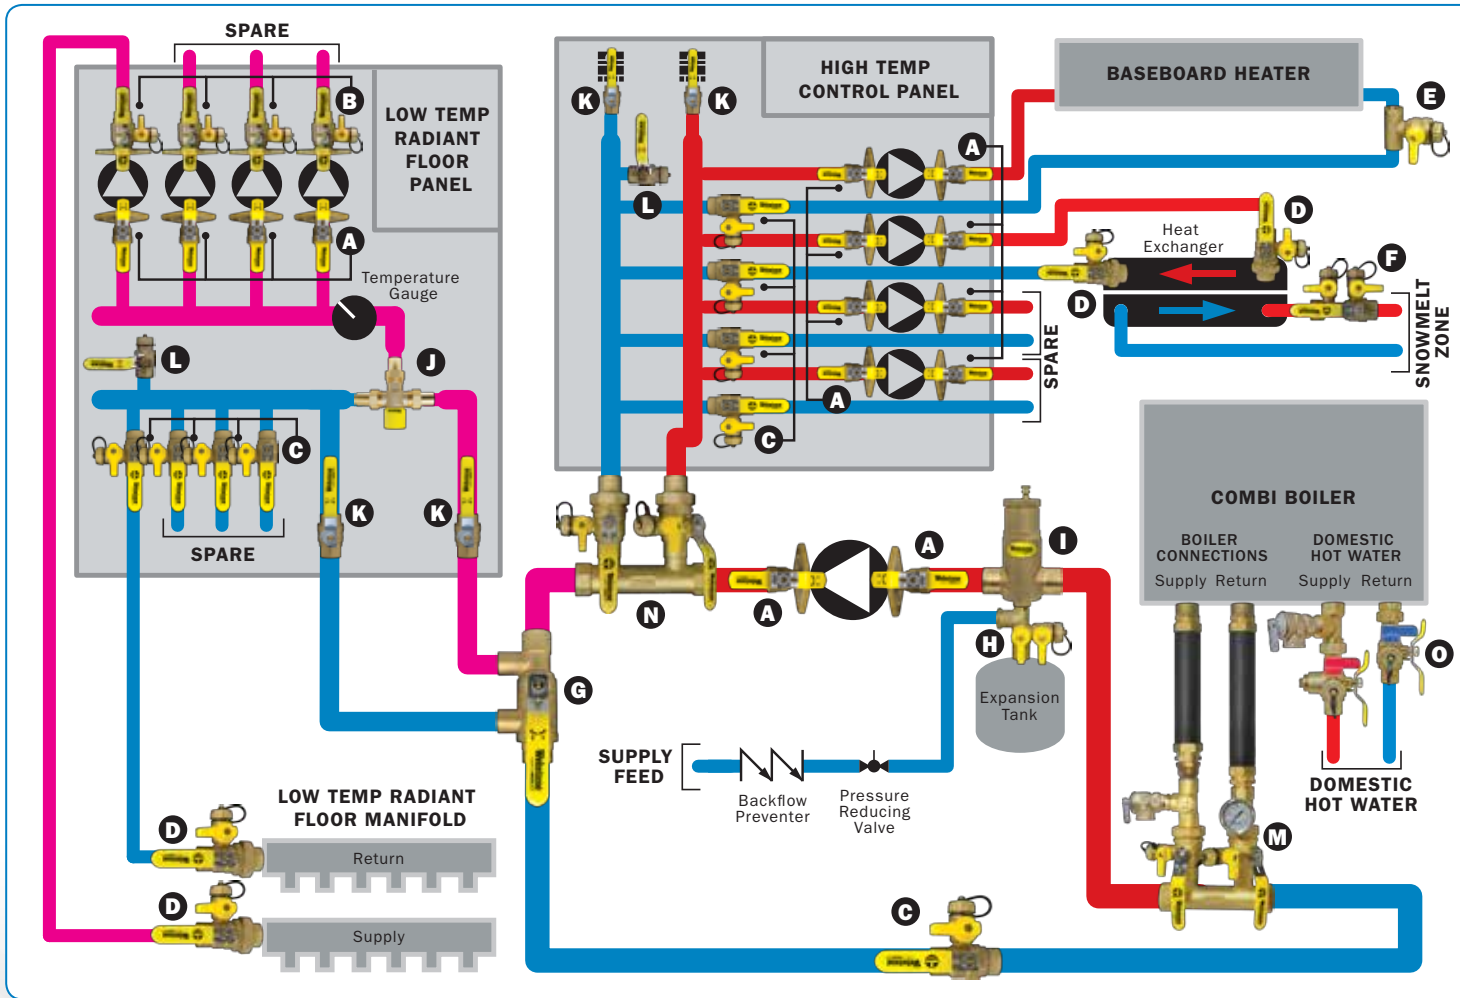 SPARE
B
LOW TEMP
RADIANT
FLOOR
PANEL
A
Temperature
Gauge
L
J
C
K
K
SPARE
K
K
HIGH TEMP
CONTROL PANEL
A
L
A
C
SPARE
BASEBOARD HEATER
E
D
Heat
Exchanger
D
F
SNOWMELT
ZONE
COMBI BOILER
BOILER
CONNECTIONS
Supply Return
DOMESTIC
HOT WATER
Supply Return
O
DOMESTIC
HOT WATER
M
N
A
A
I
H
Expansion
Tank
G
SUPPLY
FEED
Backflow
Preventer
Pressure
Reducing
Valve
LOW TEMP RADIANT
FLOOR MANIFOLD
D
Return
D
Supply
C